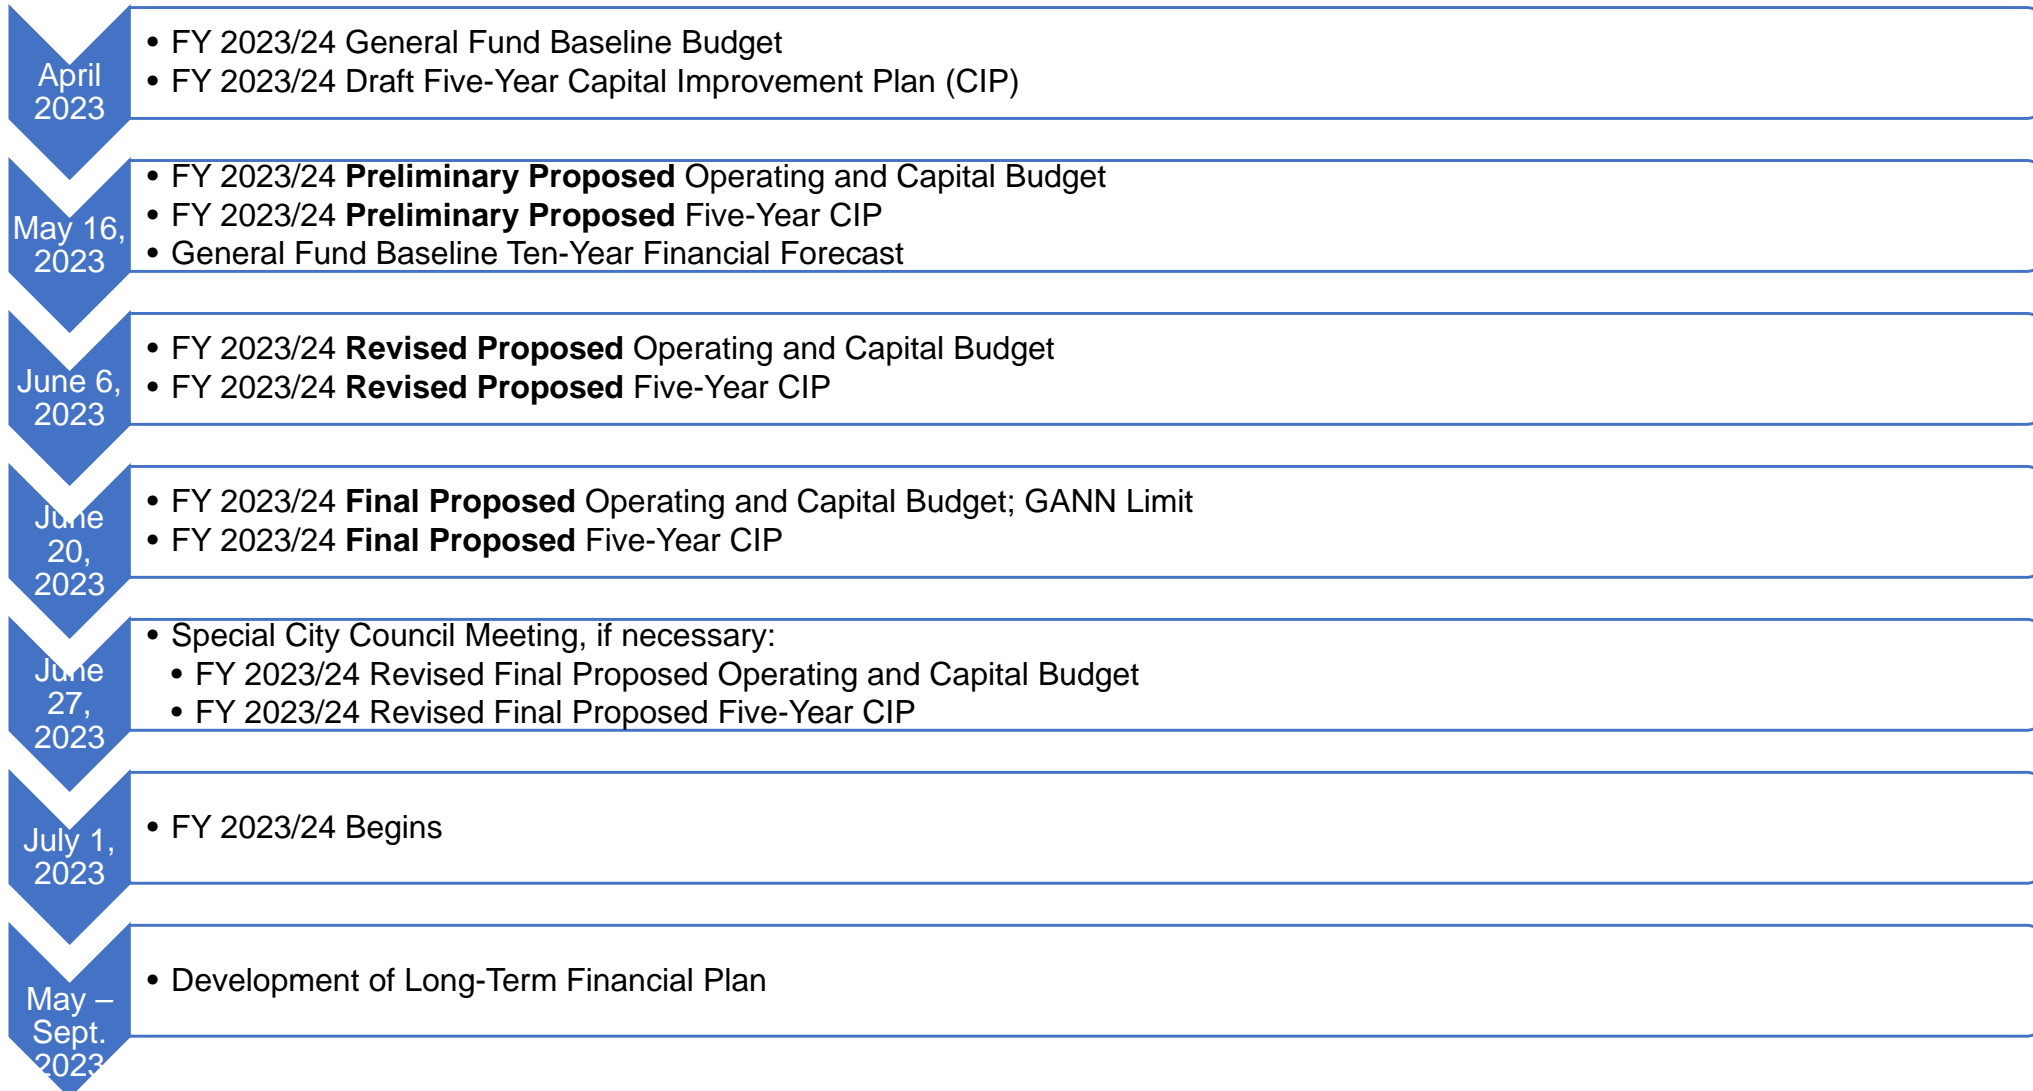 April
2023
• FY 2023/24 General Fund Baseline Budget
• FY 2023/24 Draft Five-Year Capital Improvement Plan (CIP)
May 16,
2023
• FY 2023/24 Preliminary Proposed Operating and Capital Budget
• FY 2023/24 Preliminary Proposed Five-Year CIP
• General Fund Baseline Ten-Year Financial Forecast
June 6,
2023
• FY 2023/24 Revised Proposed Operating and Capital Budget
• FY 2023/24 Revised Proposed Five-Year CIP
June
20,
2023
• FY 2023/24 Final Proposed Operating and Capital Budget; GANN Limit
• FY 2023/24 Final Proposed Five-Year CIP
June
27,
2023
• Special City Council Meeting, if necessary:
• FY 2023/24 Revised Final Proposed Operating and Capital Budget
• FY 2023/24 Revised Final Proposed Five-Year CIP
July 1,
2023
• FY 2023/24 Begins
May –
Sept.
2023
• Development of Long-Term Financial Plan